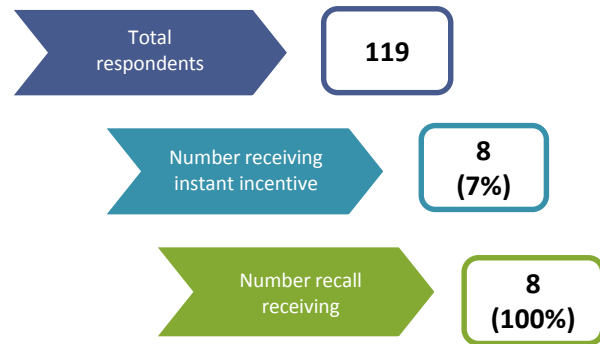 Total
respondents
119
Number receiving
instant incentive
8
(7%)
Number recall
receiving
8
(100%)